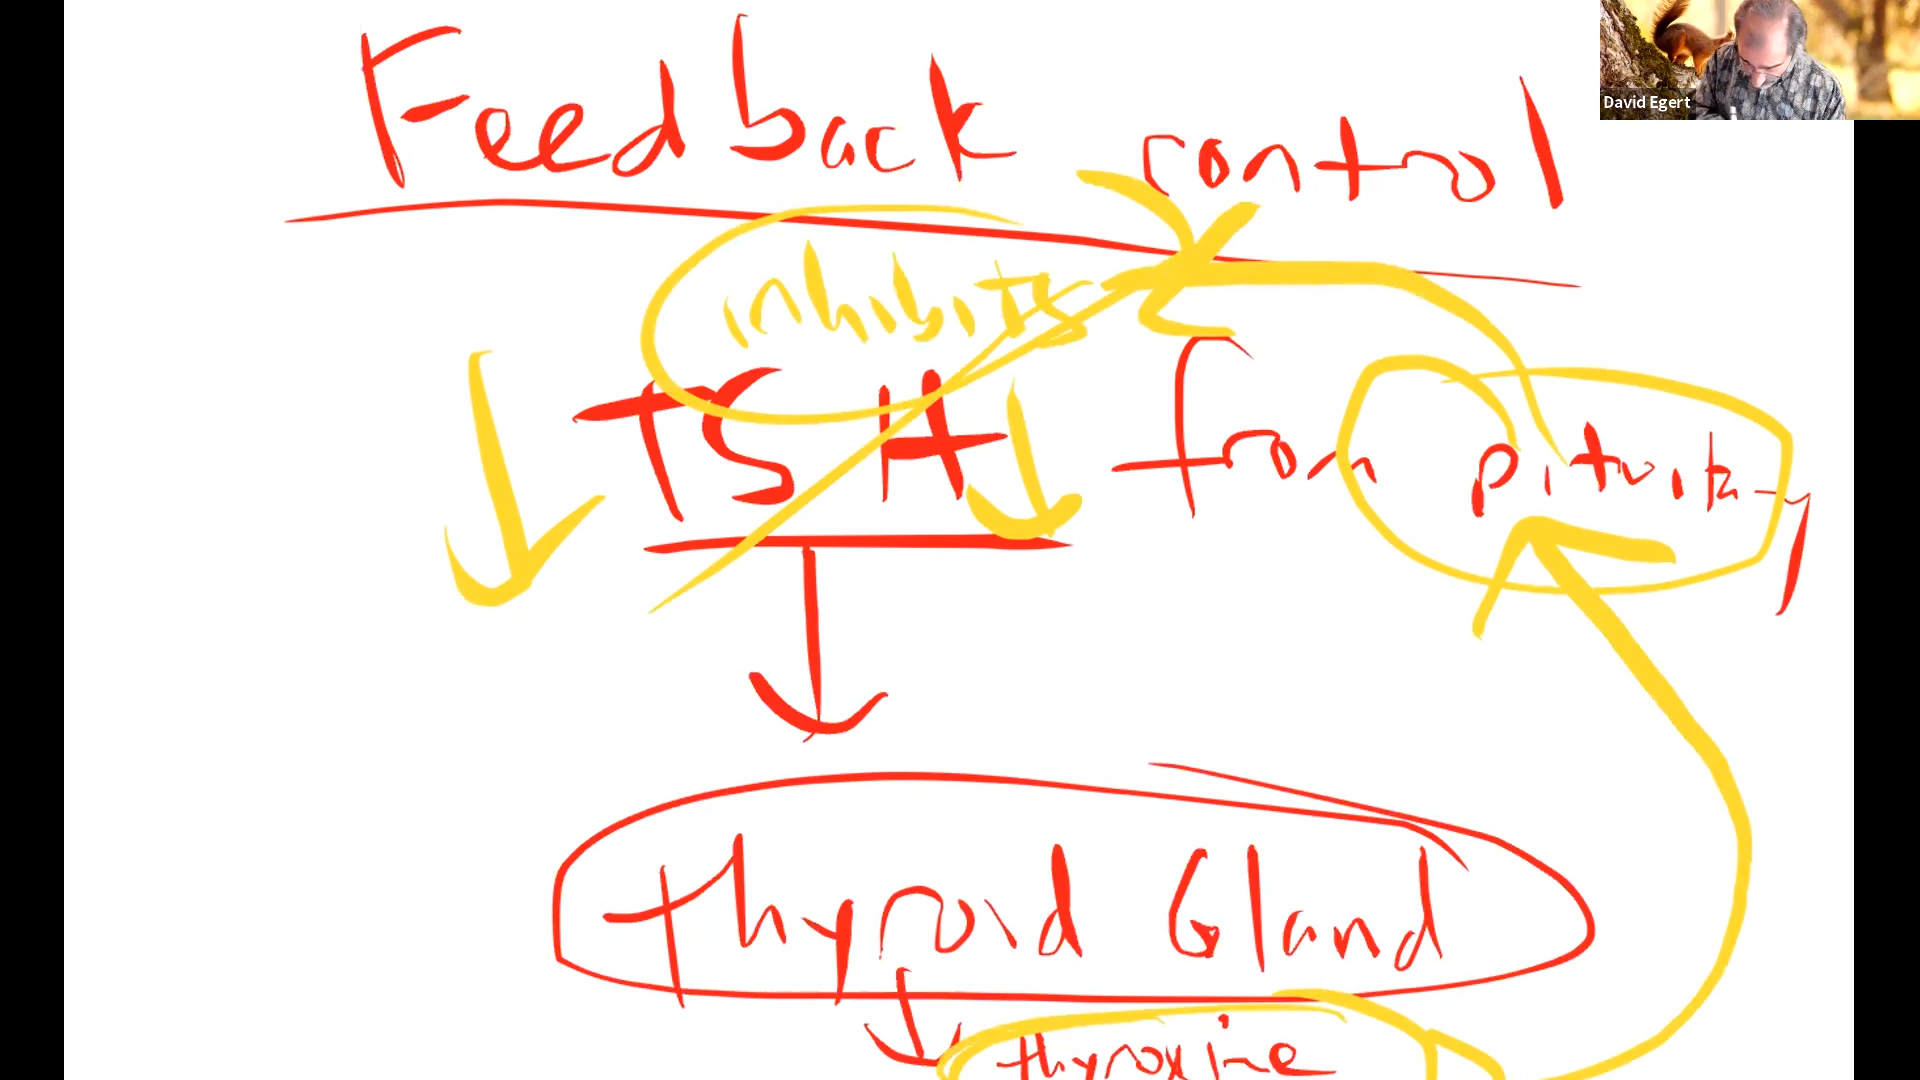 Feedback control
David Egert
inhibits
TSH from pituitary
thyroid Gland
thyroxine